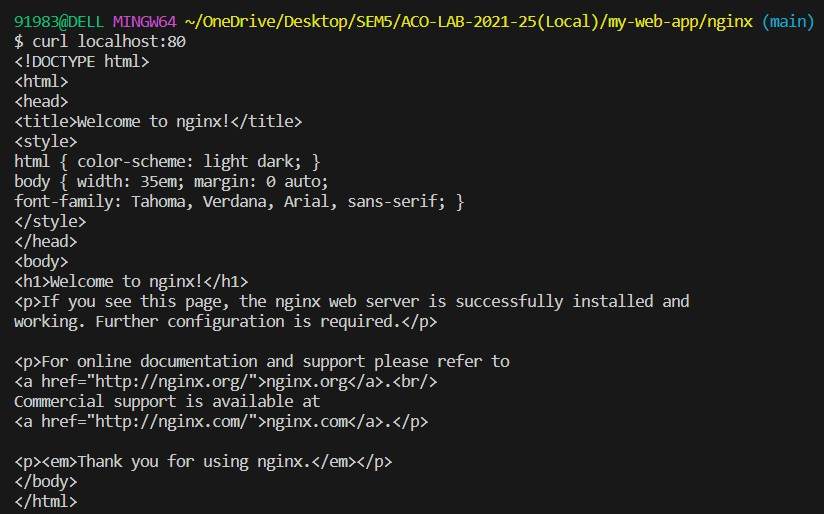 91983@DELL MINGW64 ~/OneDrive/Desktop/SEM5/ACO-LAB-2021-25(Local)/my-web-app/nginx (main)
$ curl localhost:80
<!DOCTYPE html>
<html>
<head>
<title>Welcome to nginx!</title>
<style>
html { color-scheme: light dark; }
body { width: 35em; margin: 0 auto;
font-family: Tahoma, Verdana, Arial, sans-serif; }
</style>
</head>
<body>
<h1>Welcome to nginx!</h1>
<p>If you see this page, the nginx web server is successfully installed and
working. Further configuration is required.</p>

<p>For online documentation and support please refer to
<a href="http://nginx.org/">nginx.org</a>.<br/>
Commercial support is available at
<a href="http://nginx.com/">nginx.com</a>.</p>

<p><em>Thank you for using nginx.</em></p>
</body>
</html>